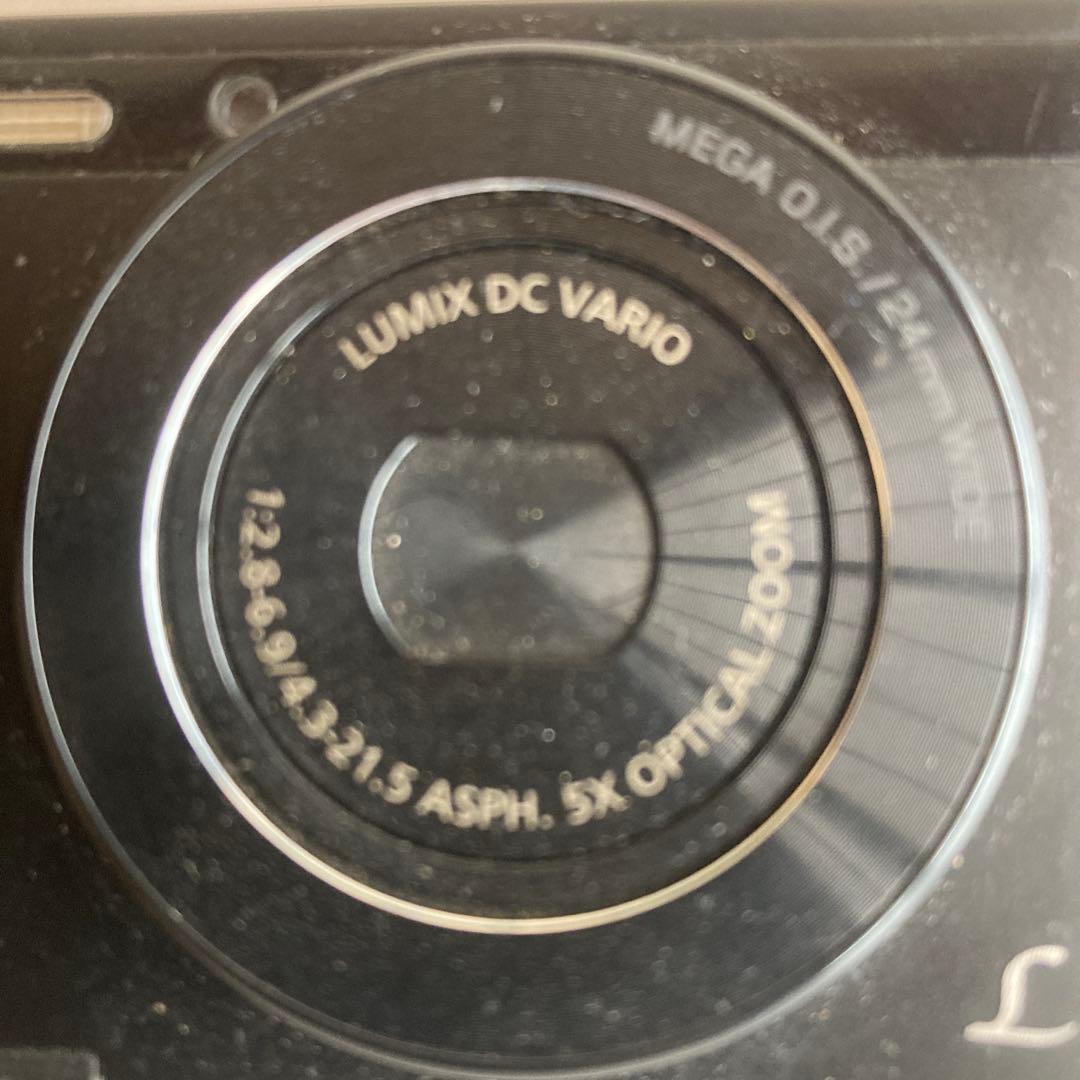 MEGA O.I.S./24mm WIDE
LUMIX DC VARIO
1:2.8-6.9/4.3-21.5 ASPH. 5X OPTICAL ZOOM
L